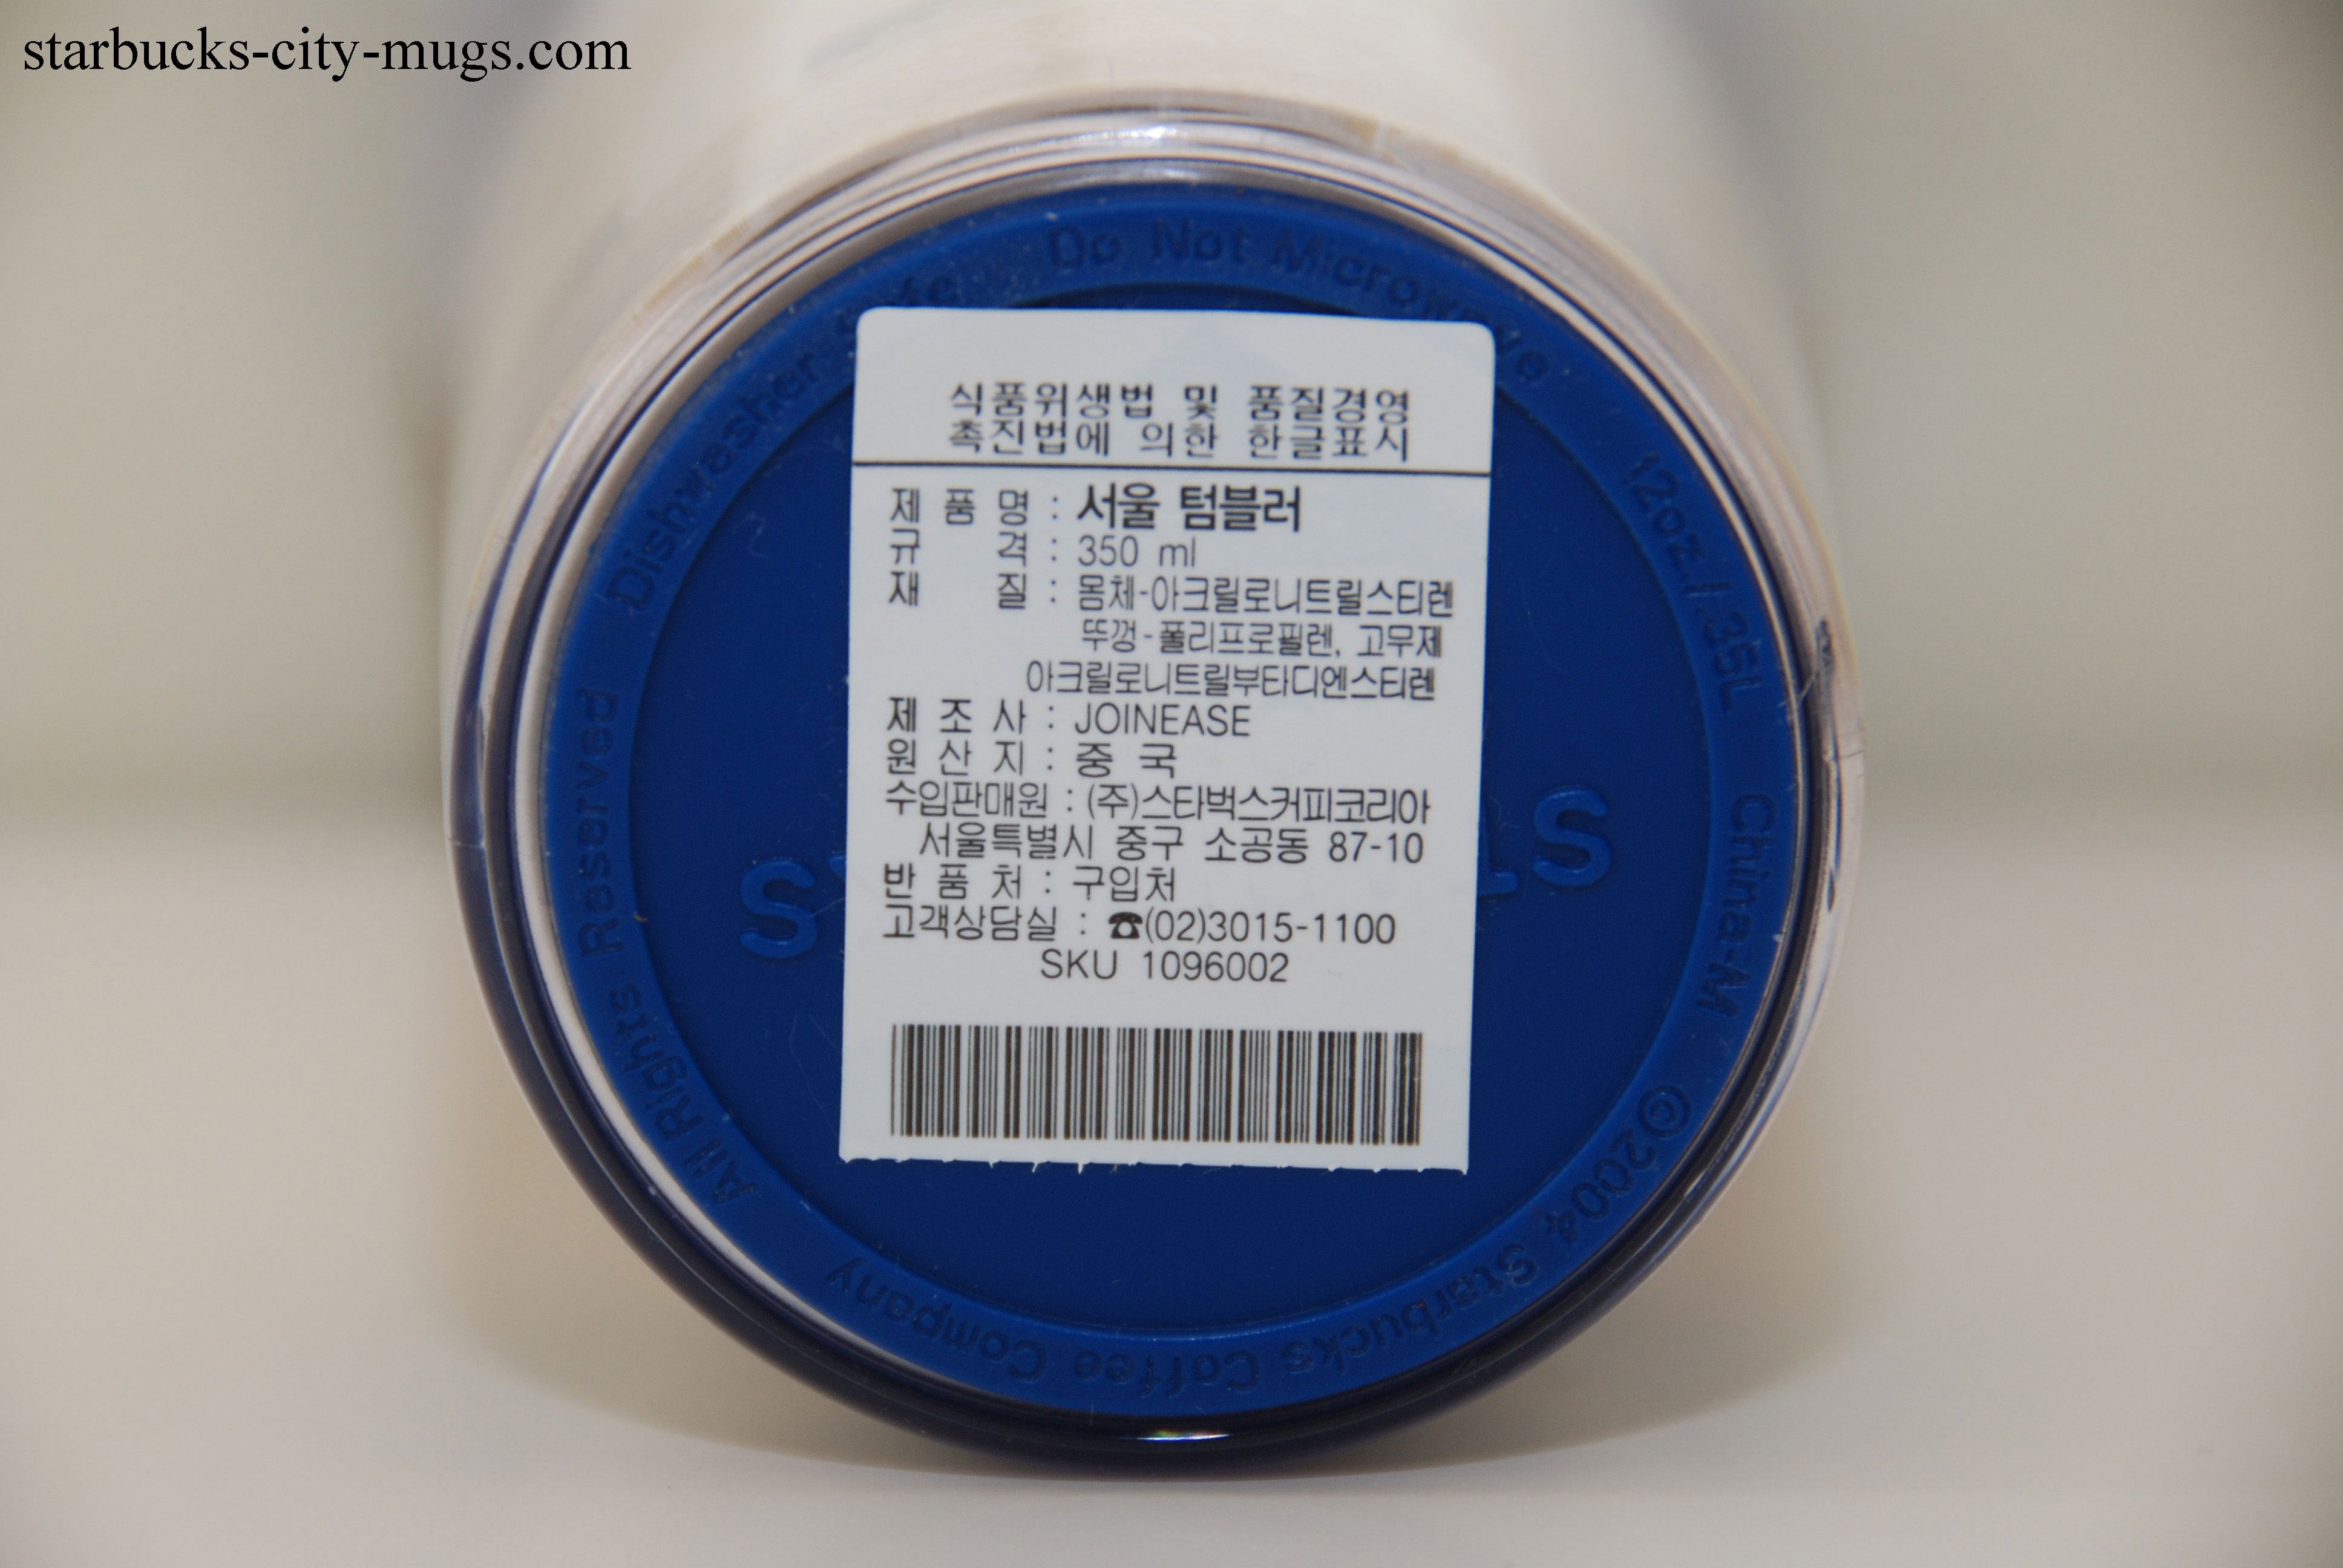 starbucks-city-mugs.com
식품위생법 및 품질경영
촉진법에 의한 한글표시
제 품 명 : 서울 텀블러
규 격 : 350 ml
재 질 : 몸체-아크릴로니트릴스티렌
뚜껑-폴리프로필렌, 고무제
아크릴로니트릴부타디엔스티렌
제 조 사 : JOINEASE
원 산 지 : 중 국
수입판매원 : (주)스타벅스커피코리아
서울특별시 중구 소공동 87-10
반 품 처 : 구입처
고객상담실 : ☎(02)3015-1100
SKU 1096002
Do Not Microwave
12oz./.35L
China-M
©2004 Starbucks Coffee Company
All Rights Reserved
Dishwasher Safe